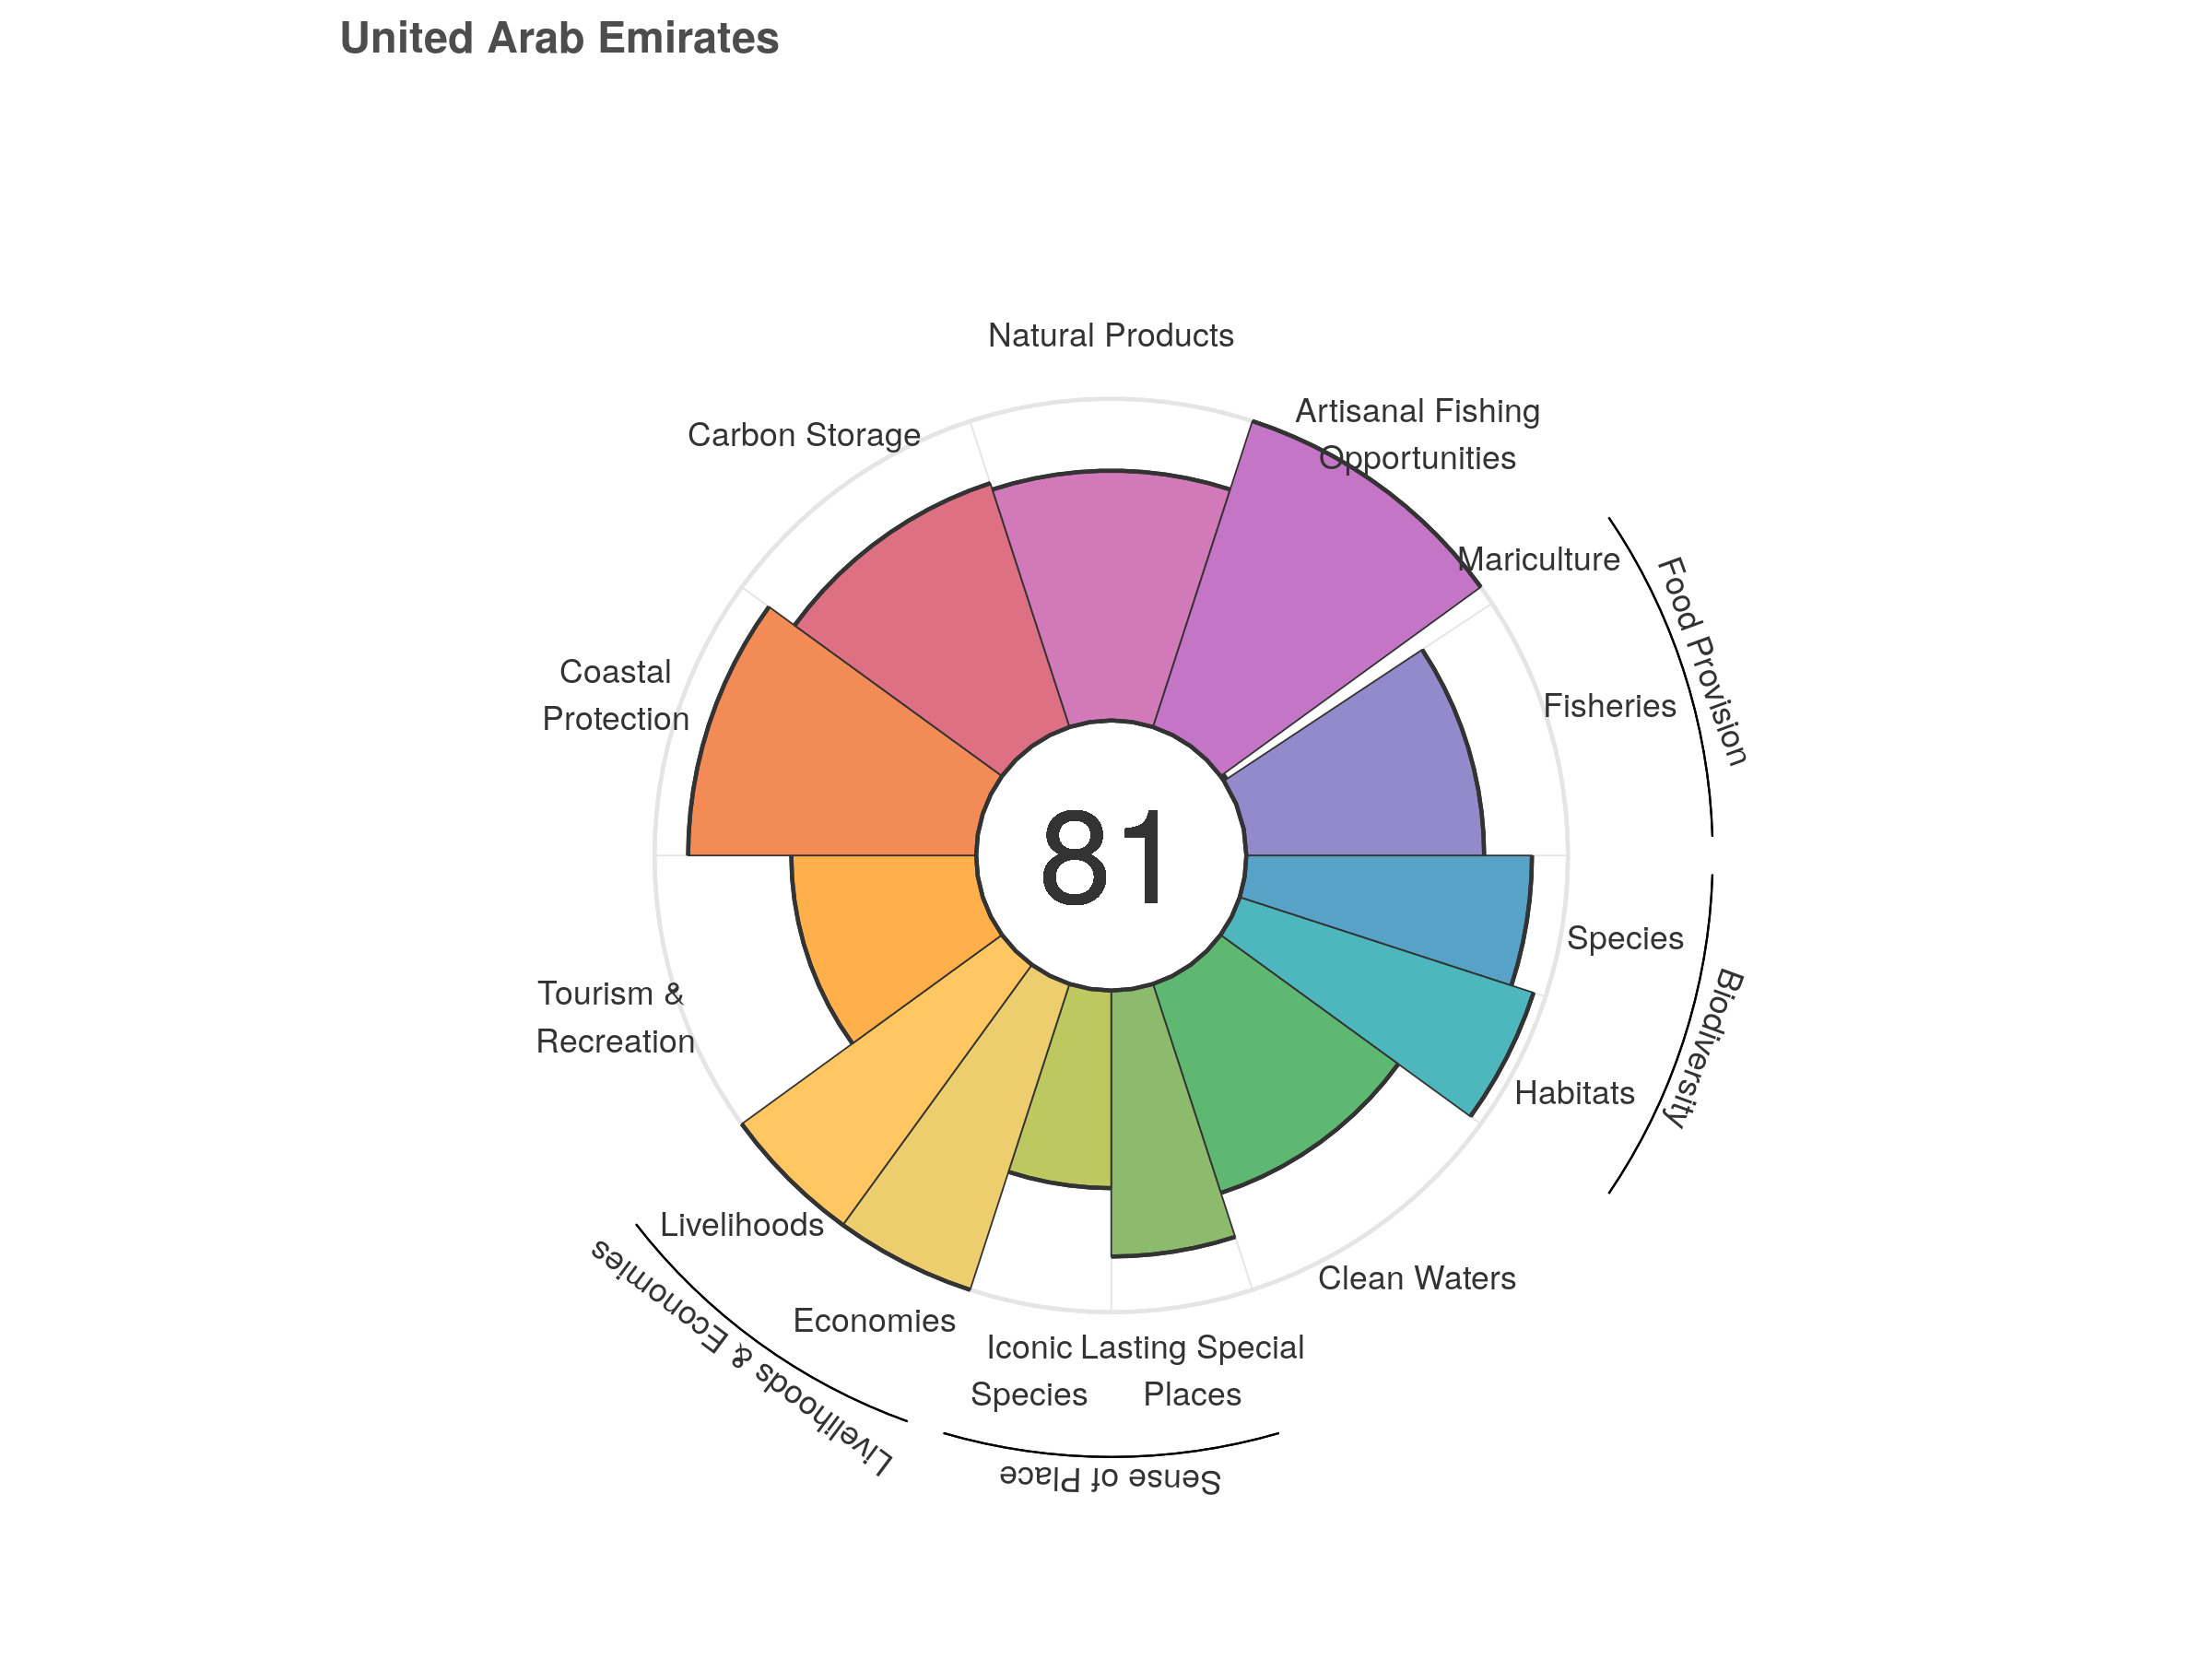 United Arab Emirates
Natural Products
Artisanal Fishing
Opportunities
Carbon Storage
Mariculture
Food Provision
Coastal
Protection
Fisheries
81
Species
Biodiversity
Tourism &
Recreation
Habitats
Livelihoods
Clean Waters
Economies
Livelihoods & Economies
Iconic
Species
Lasting Special
Places
Sense of Place